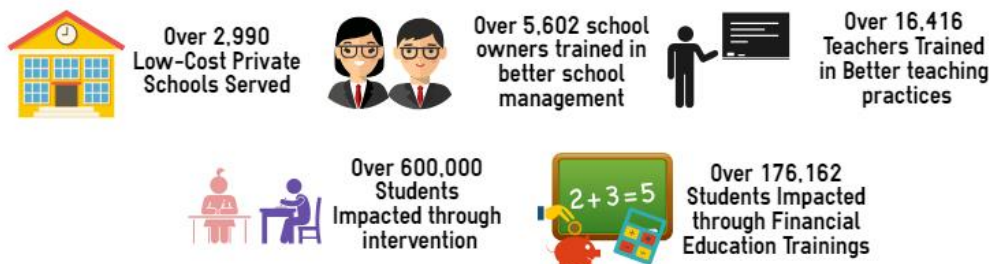 Over 2,990
Low-Cost Private
Schools Served
Over 5,602 school
owners trained in
better school
management
Over 16,416
Teachers Trained
in Better teaching
practices
Over 600,000
Students
Impacted through
intervention
2+3=5
Over 176,162
Students Impacted
through Financial
Education Trainings